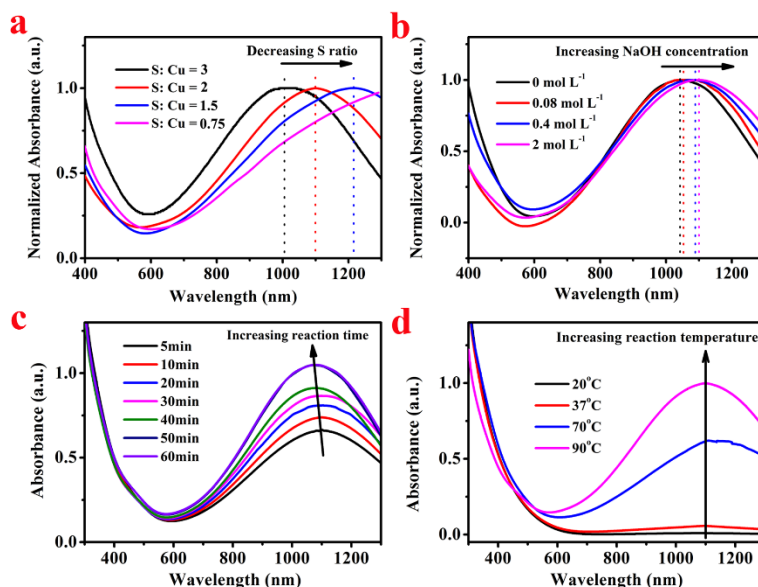 a
Decreasing S ratio
S: Cu = 3
S: Cu = 2
S: Cu = 1.5
S: Cu = 0.75
1.0
0.5
0.0
Normalized Absorbance (a.u.)
400 600 800 1000 1200
Wavelength (nm)
b
Increasing NaOH concentration
0 mol L⁻¹
0.08 mol L⁻¹
0.4 mol L⁻¹
2 mol L⁻¹
1.0
0.5
0.0
Normalized Absorbance (a.u.)
400 600 800 1000 1200
Wavelength (nm)
c
Increasing reaction time
5min
10min
20min
30min
40min
50min
60min
1.0
0.5
0.0
Absorbance (a.u.)
400 600 800 1000 1200
Wavelength (nm)
d
Increasing reaction temperature
20°C
37°C
70°C
90°C
1.0
0.5
0.0
Absorbance (a.u.)
400 600 800 1000 1200
Wavelength (nm)